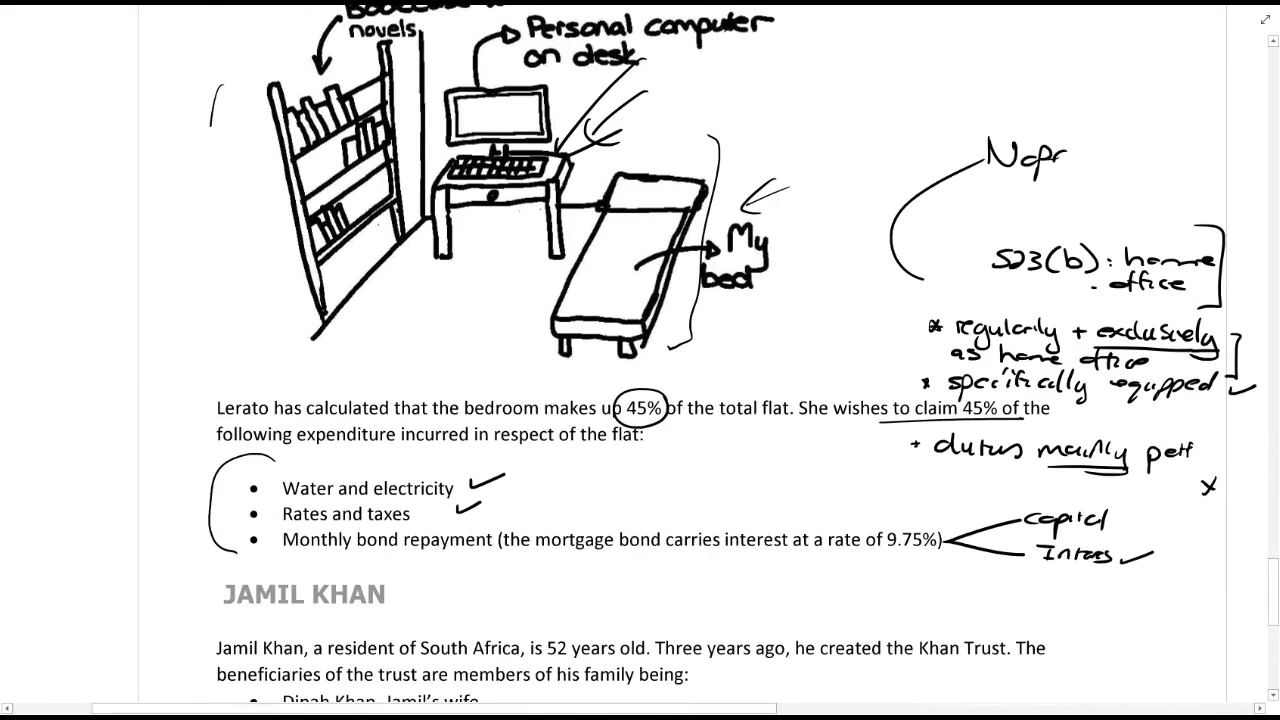 novels
Personal computer
on desk
My
bed
S23(b) : home
office
* regularly + exclusively
as home office
* specifically equipped
Lerato has calculated that the bedroom makes up 45% of the total flat. She wishes to claim 45% of the
following expenditure incurred in respect of the flat:
+ duties mainly perf
• Water and electricity
• Rates and taxes
• Monthly bond repayment (the mortgage bond carries interest at a rate of 9.75%)
capital
JAMIL KHAN
Jamil Khan, a resident of South Africa, is 52 years old. Three years ago, he created the Khan Trust. The
beneficiaries of the trust are members of his family being:
• Dinah Khan, Jamil's wife